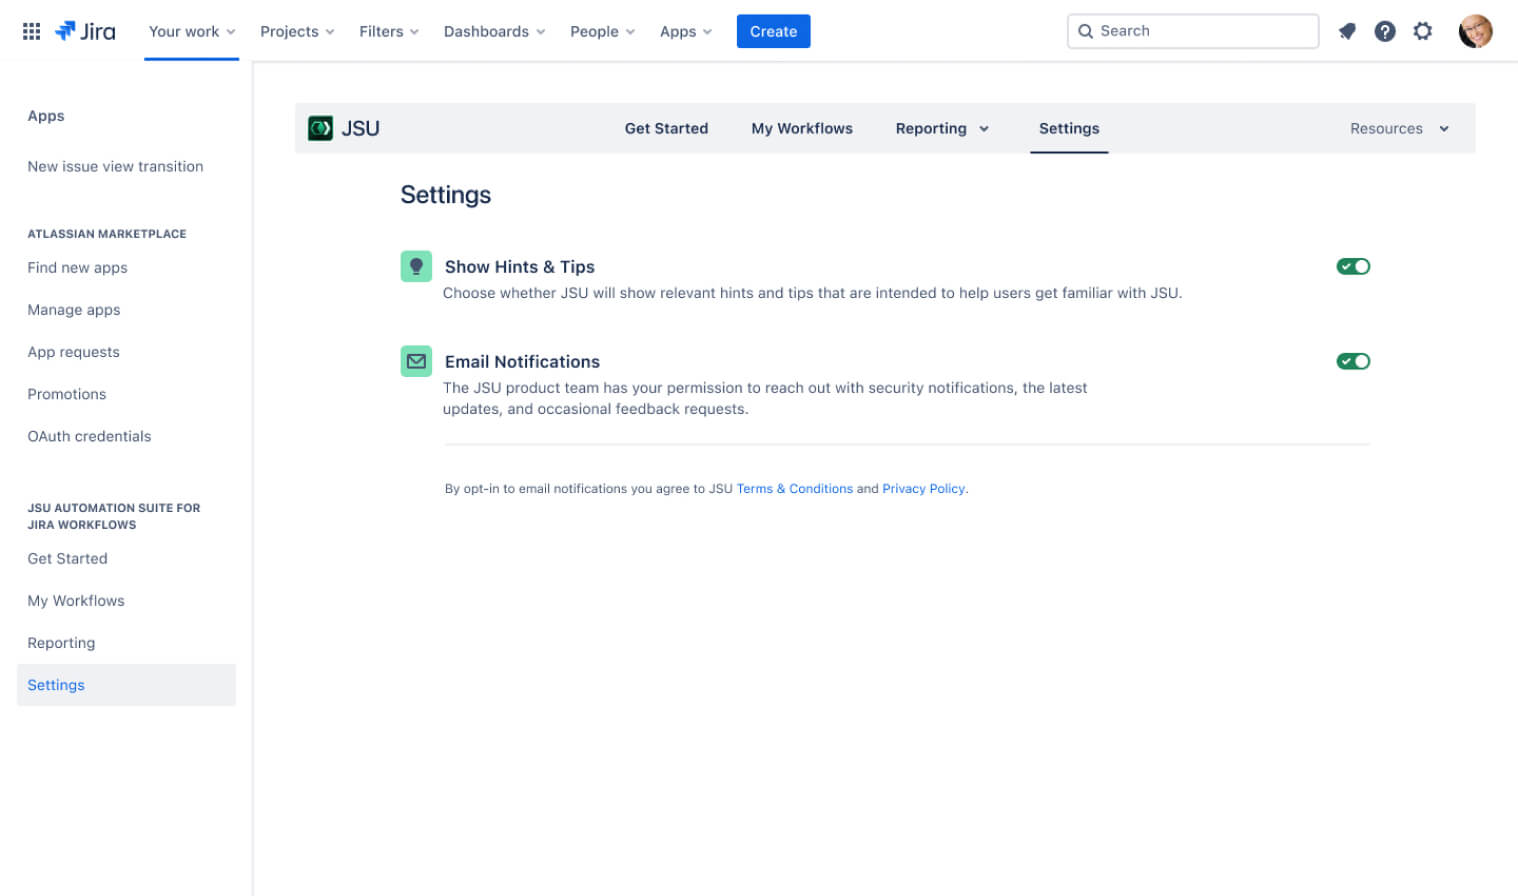 Jira Your work Projects Filters Dashboards People Apps Create Search
Apps
New issue view transition
ATLASSIAN MARKETPLACE
Find new apps
Manage apps
App requests
Promotions
OAuth credentials
JSU AUTOMATION SUITE FOR
JIRA WORKFLOWS
Get Started
My Workflows
Reporting
Settings
JSU Get Started My Workflows Reporting Settings Resources
Settings
Show Hints & Tips
Choose whether JSU will show relevant hints and tips that are intended to help users get familiar with JSU.
Email Notifications
The JSU product team has your permission to reach out with security notifications, the latest
updates, and occasional feedback requests.
By opt-in to email notifications you agree to JSU Terms & Conditions and Privacy Policy.